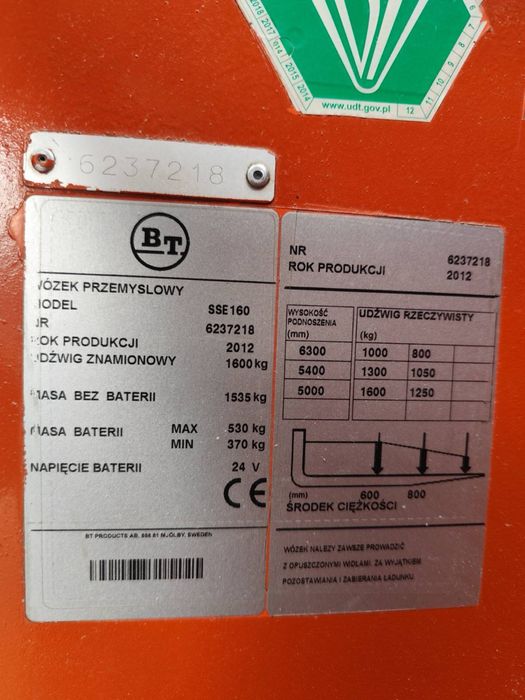 2018 2017 2014 2015 2014
www.udt.gov.pl
12 11 10 9 8 7 6
6237218
BT
WÓZEK PRZEMYSLOWY
MODEL SSE160
NR 6237218
ROK PRODUKCJI 2012
UDŹWIG ZNAMIONOWY 1600 kg
MASA BEZ BATERII 1535 kg
MASA BATERII MAX 530 kg
MIN 370 kg
NAPIĘCIE BATERII 24 V
CE
BT PRODUCTS AB, 595 81 MJÖLBY, SWEDEN
NR 6237218
ROK PRODUKCJI 2012
WYSOKOŚĆ PODNOSZENIA (mm) UDŹWIG RZECZYWISTY (kg)
6300 1000 800
5400 1300 1050
5000 1600 1250
(mm) 600 800
ŚRODEK CIĘŻKOŚCI
WÓZEK NALEŻY ZAWSZE PROWADZIĆ
Z OPUSZCZONYMI WIDŁAMI, ZA WYJĄTKIEM
POZOSTAWIANIA I ZABIERANIA ŁADUNKU